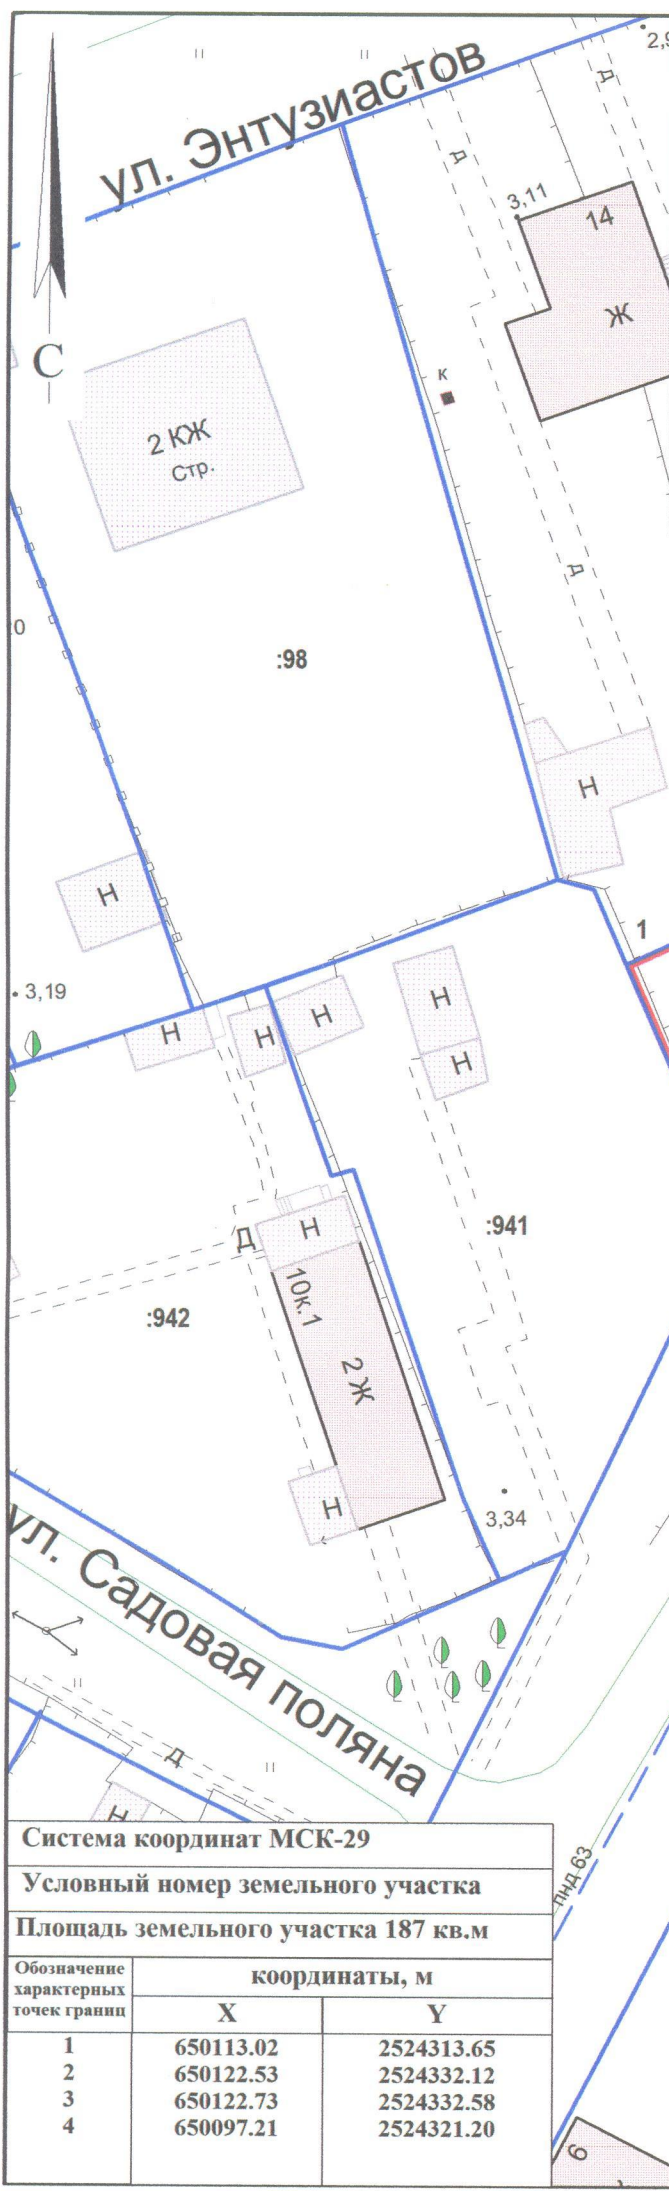 2,9
ул. Энтузиастов
Д
Д
3,11
14
Ж
С
к
2 КЖ
Стр.
Д
:98
Н
Н
1
3,19
Н
Н
Н
Н
Н
:941
Д
Н
:942
10к.1
2 Ж
Н
3,34
ул. Садовая поляна
Д
Н
пнд 63
Система координат МСК-29
Условный номер земельного участка
Площадь земельного участка 187 кв.м
Обозначение
характерных
точек границ
координаты, м
X Y
1 650113.02 2524313.65
2 650122.53 2524332.12
3 650122.73 2524332.58
4 650097.21 2524321.20
6